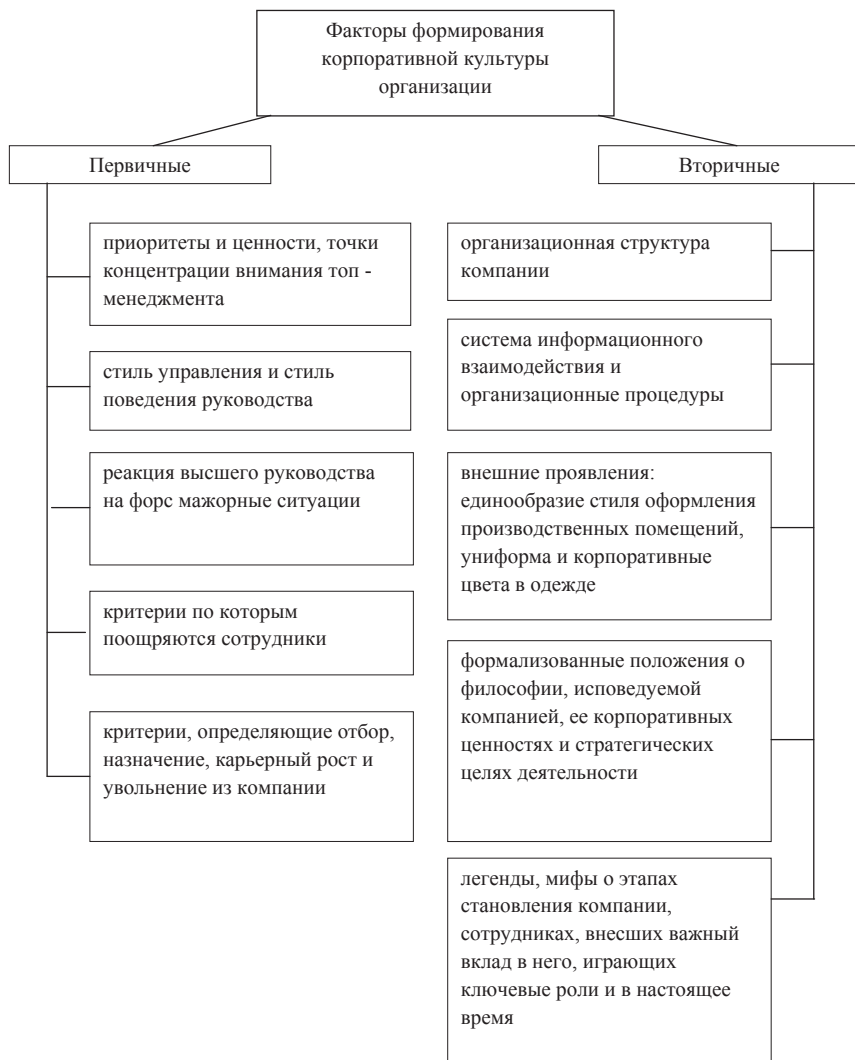 Факторы формирования
корпоративной культуры
организации
Первичные
Вторичные
приоритеты и ценности, точки
концентрации внимания топ -
менеджмента
стиль управления и стиль
поведения руководства
реакция высшего руководства
на форс мажорные ситуации
критерии по которым
поощряются сотрудники
критерии, определяющие отбор,
назначение, карьерный рост и
увольнение из компании
организационная структура
компании
система информационного
взаимодействия и
организационные процедуры
внешние проявления:
единообразие стиля оформления
производственных помещений,
униформа и корпоративные
цвета в одежде
формализованные положения о
философии, исповедуемой
компанией, ее корпоративных
ценностях и стратегических
целях деятельности
легенды, мифы о этапах
становления компании,
сотрудниках, внесших важный
вклад в него, играющих
ключевые роли и в настоящее
время